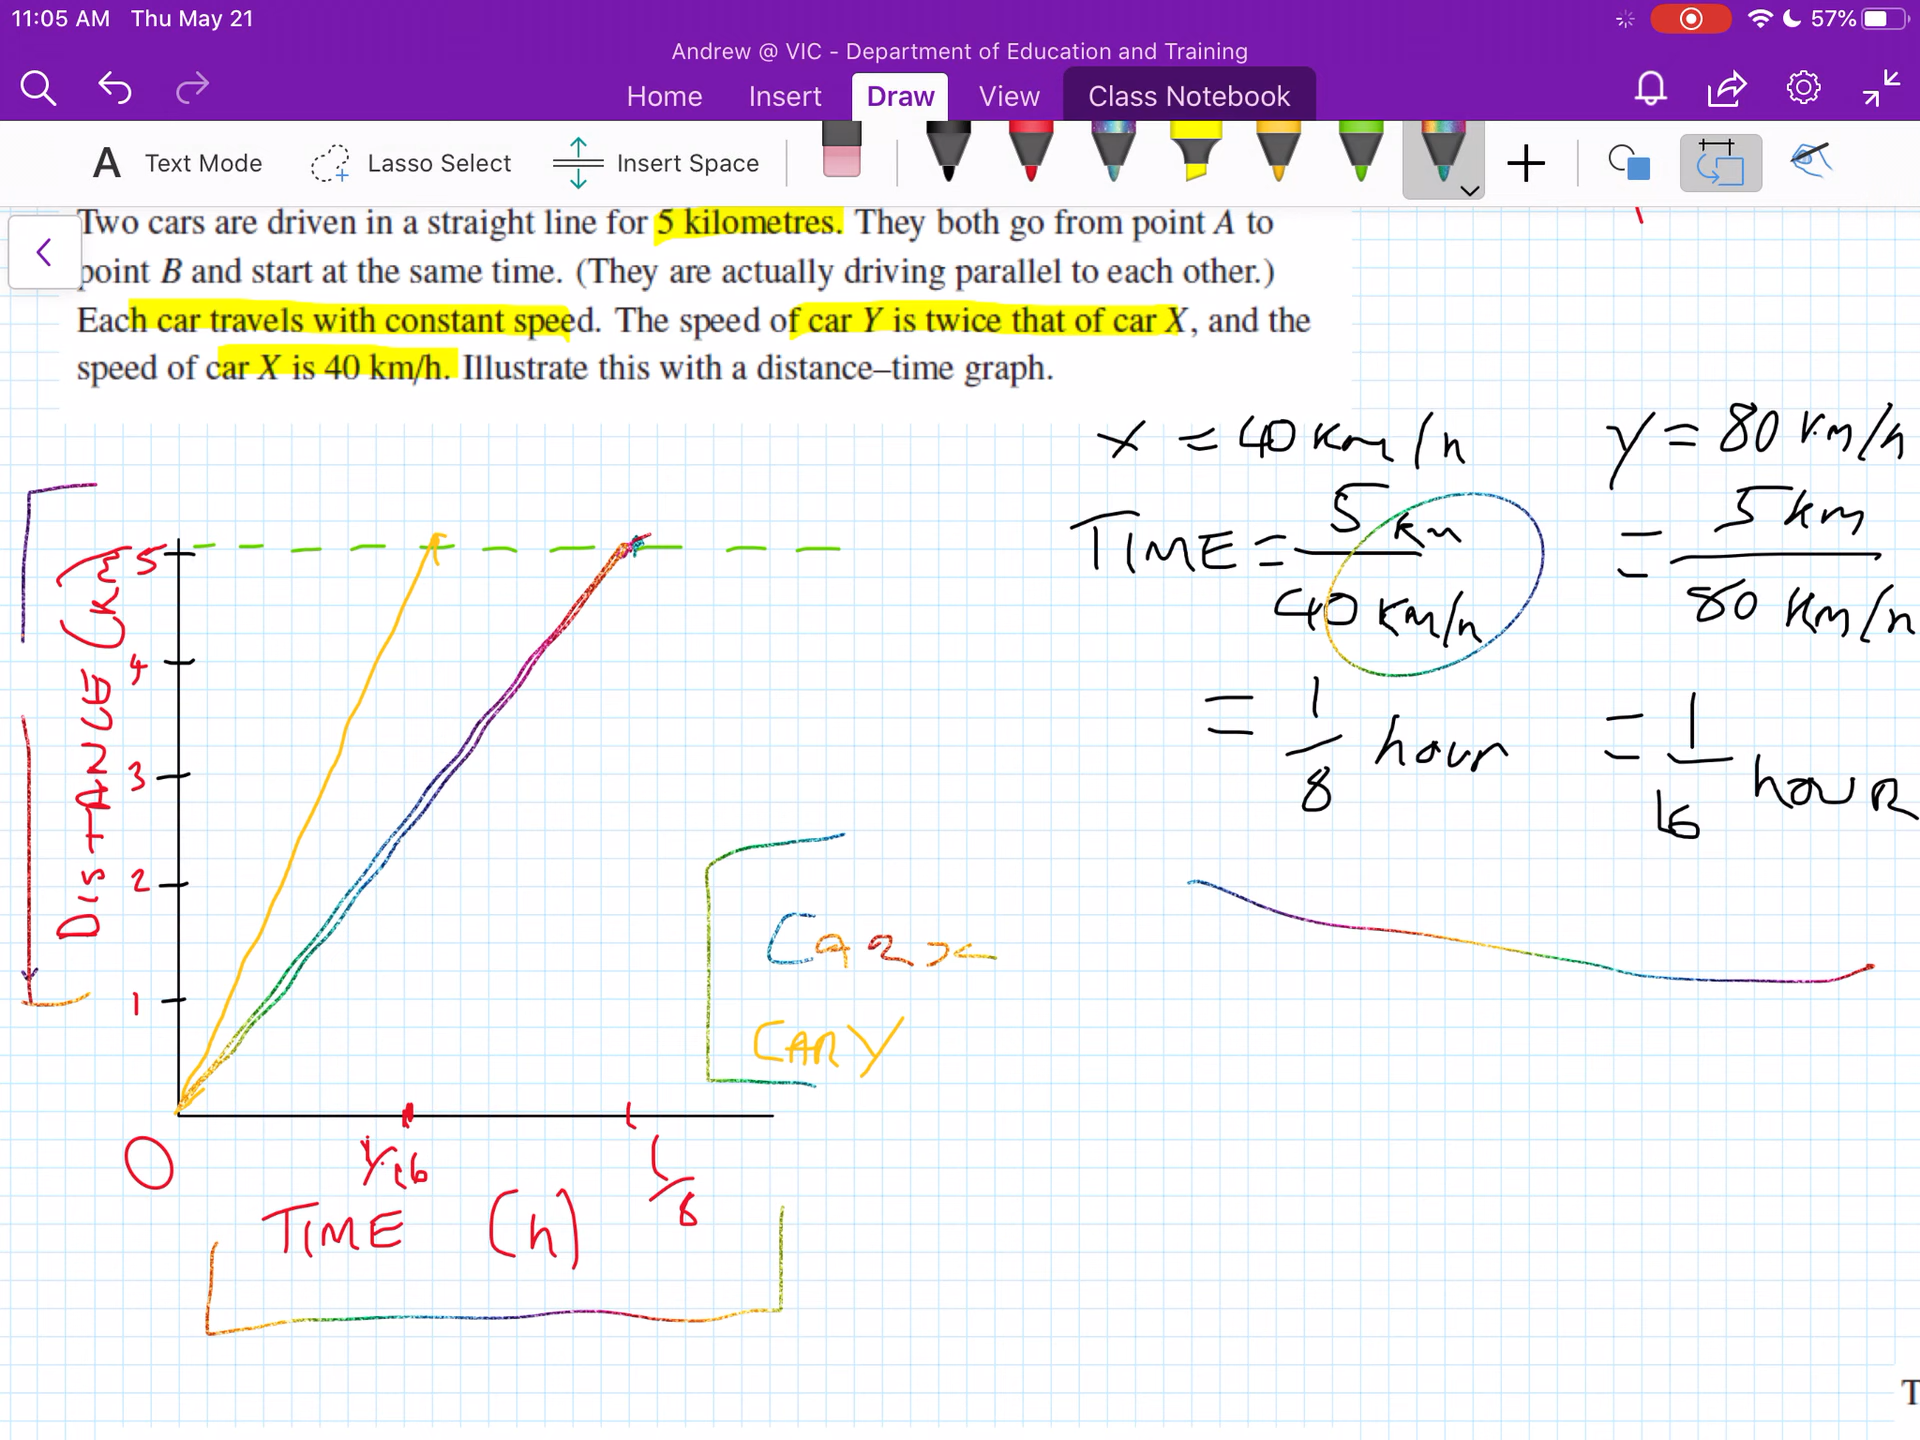 11:05 AM Thu May 21
57%
Andrew @ VIC - Department of Education and Training
Home Insert Draw View Class Notebook
A Text Mode Lasso Select Insert Space
Two cars are driven in a straight line for 5 kilometres. They both go from point A to
point B and start at the same time. (They are actually driving parallel to each other.)
Each car travels with constant speed. The speed of car Y is twice that of car X, and the
speed of car X is 40 km/h. Illustrate this with a distance–time graph.
x = 40 km/h
y = 80 km/h
TIME = 5 km
40 km/h
= 5 km
80 km/h
= 1
8 hour
= 1
16 hour
DISTANCE (km)
5
4
3
2
1
Car x
CAR Y
0
1/16
1/8
TIME (h)
T